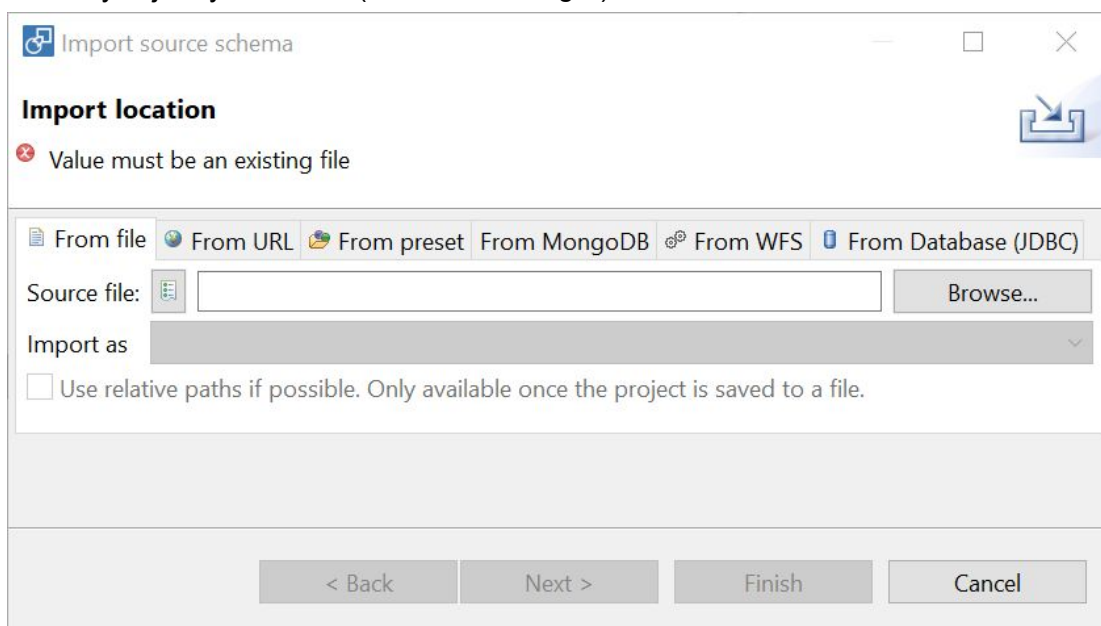 Import source schema
Import location
Value must be an existing file
From file From URL From preset From MongoDB From WFS From Database (JDBC)
Source file: Browse...
Import as
Use relative paths if possible. Only available once the project is saved to a file.
< Back Next > Finish Cancel